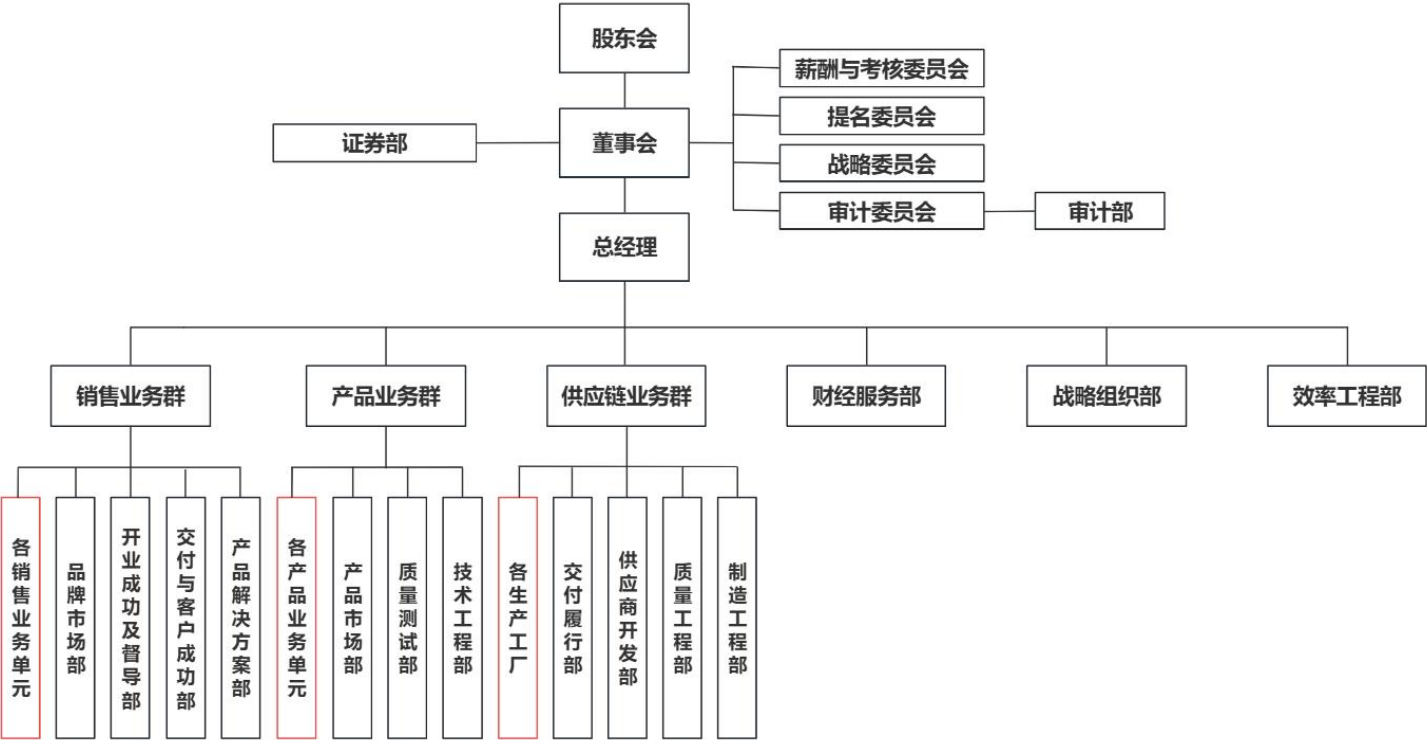 股东会
薪酬与考核委员会
提名委员会
证券部
董事会
战略委员会
审计委员会
审计部
总经理
销售业务群
产品业务群
供应链业务群
财经服务部
战略组织部
效率工程部
各销售业务单元
品牌市场部
开业成功及督导部
交付与客户成功部
产品解决方案部
各产品业务单元
产品市场部
质量测试部
技术工程部
各生产工厂
交付履行部
供应商开发部
质量工程部
制造工程部